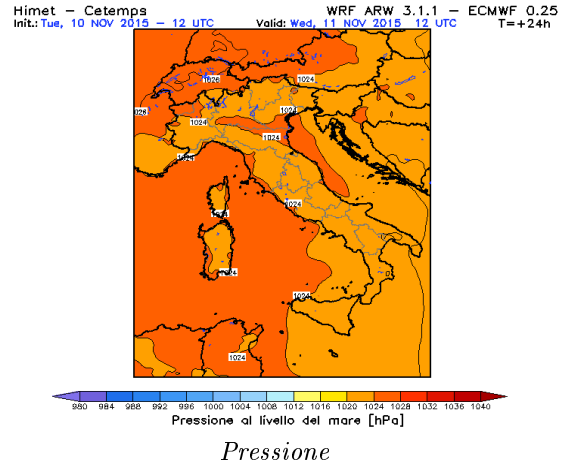 Himet – Cetemps WRF ARW 3.1.1 – ECMWF 0.25
Init.: Tue, 10 NOV 2015 – 12 UTC Valid: Wed, 11 NOV 2015 12 UTC T=+24h
1024
1026
1026
1024
1024
1024
1024
1024
1024
1024
1024
1024
980 984 988 992 996 1000 1004 1008 1012 1016 1020 1024 1028 1032 1036 1040
Pressione al livello del mare [hPa]
Pressione